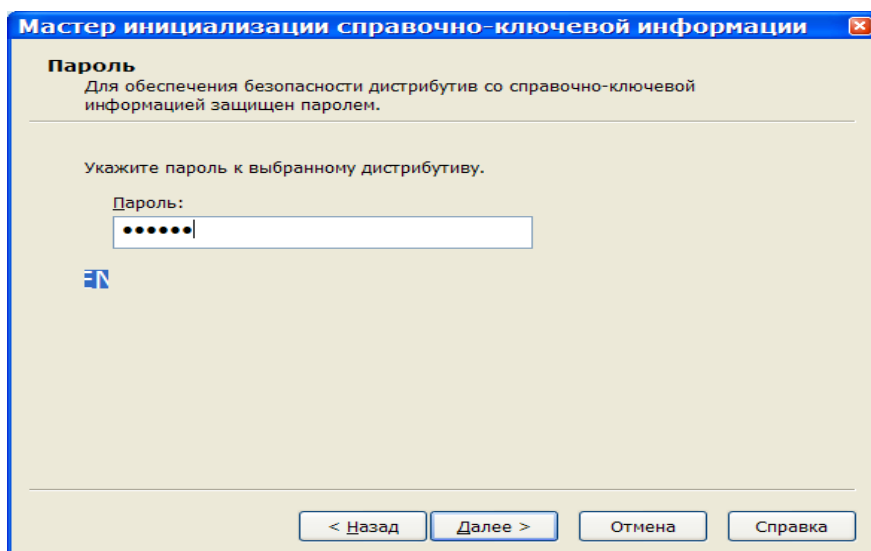 Мастер инициализации справочно-ключевой информации
Пароль
Для обеспечения безопасности дистрибутив со справочно-ключевой
информацией защищен паролем.
Укажите пароль к выбранному дистрибутиву.
Пароль:
••••••
EN
< Назад Далее > Отмена Справка